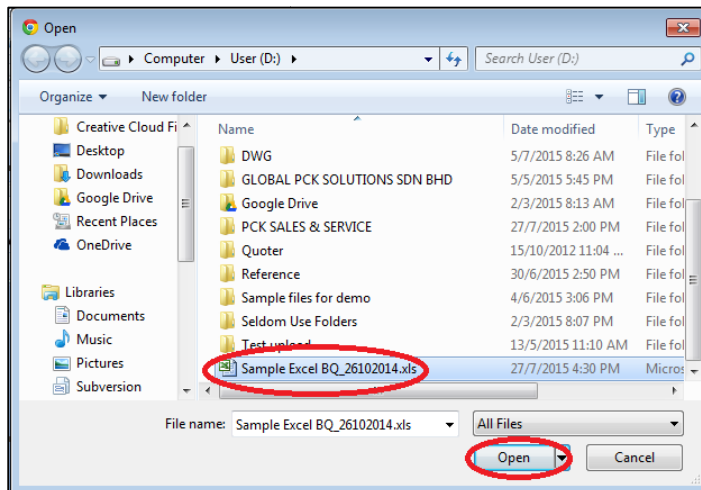 Open
Computer User (D:)
Search User (D:)
Organize New folder
Creative Cloud Fi
Desktop
Downloads
Google Drive
Recent Places
OneDrive
Libraries
Documents
Music
Pictures
Subversion
Name Date modified Type
DWG 5/7/2015 8:26 AM File fol
GLOBAL PCK SOLUTIONS SDN BHD 5/5/2015 5:45 PM File fol
Google Drive 2/3/2015 8:13 AM File fol
PCK SALES & SERVICE 27/7/2015 2:00 PM File fol
Quoter 15/10/2012 11:04 ... File fol
Reference 30/6/2015 2:50 PM File fol
Sample files for demo 4/6/2015 3:06 PM File fol
Seldom Use Folders 2/3/2015 8:07 PM File fol
Test upload 13/5/2015 11:10 AM File fol
Sample Excel BQ_26102014.xls 27/7/2015 4:30 PM Micros
File name: Sample Excel BQ_26102014.xls All Files
Open Cancel